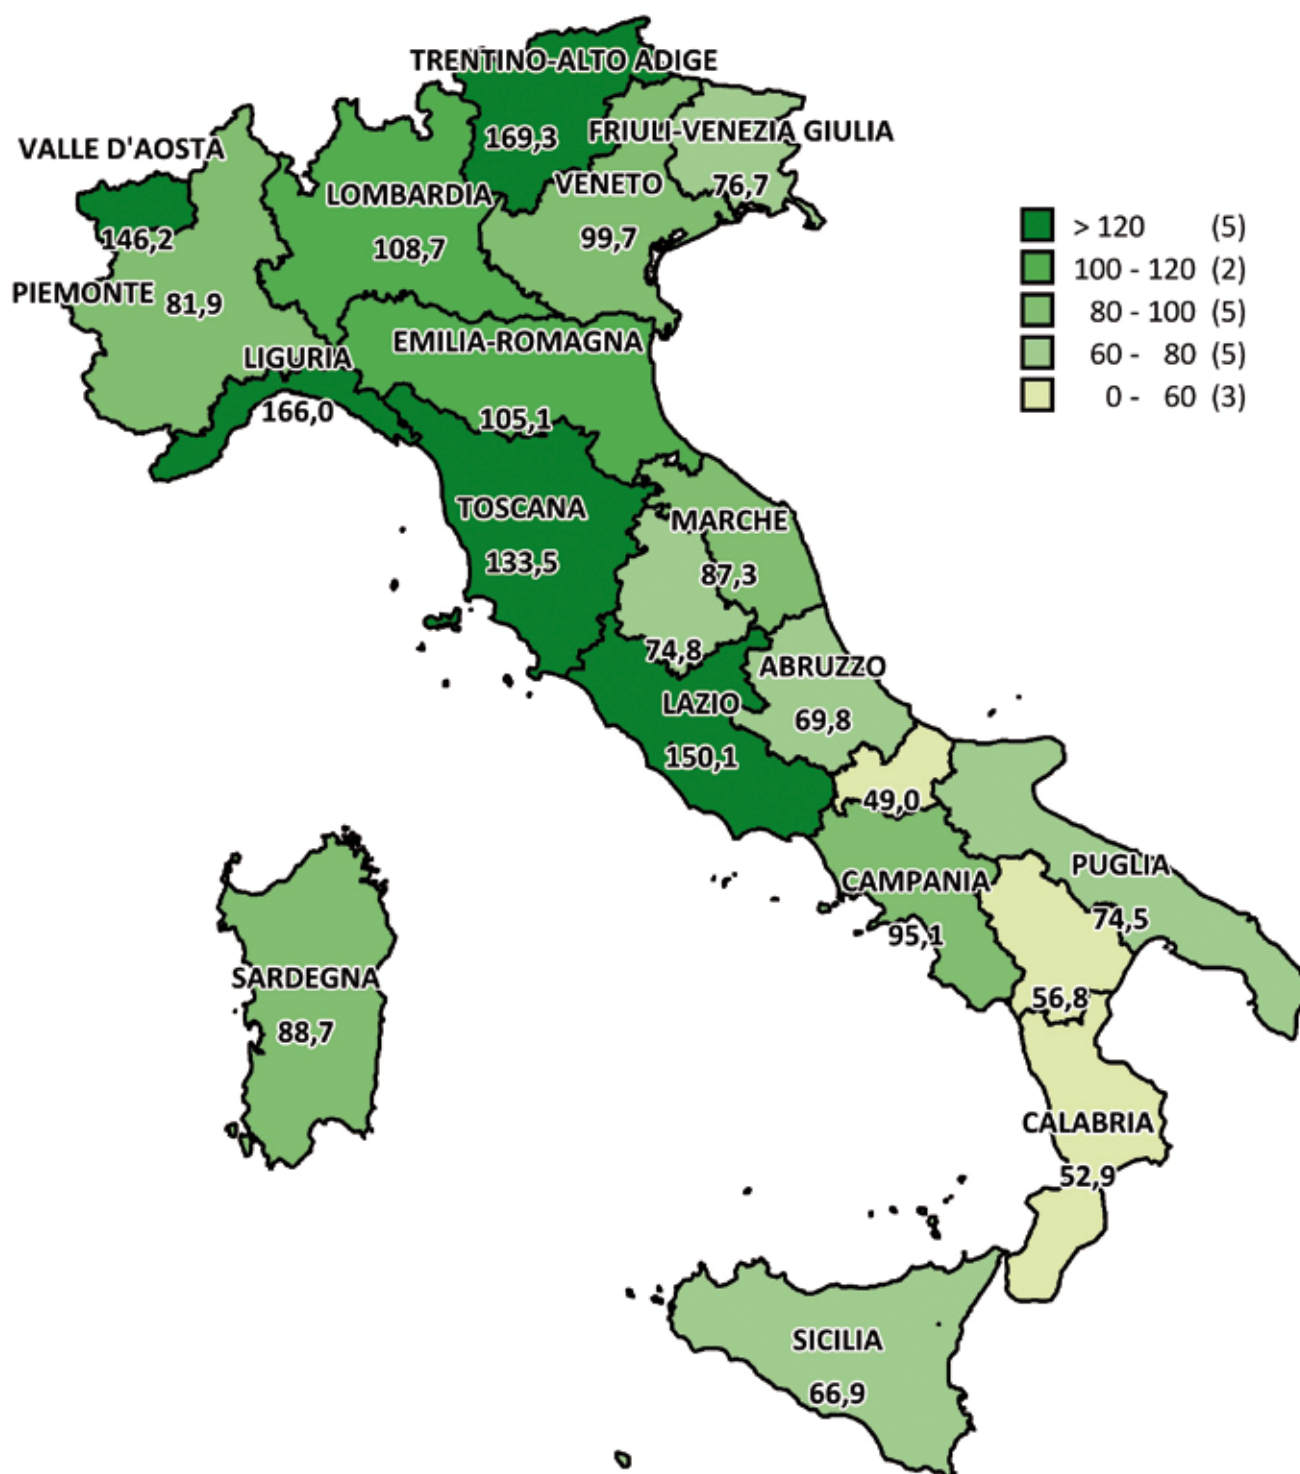 TRENTINO-ALTO ADIGE
169,3
FRIULI-VENEZIA GIULIA
76,7
VALLE D'AOSTA
146,2
LOMBARDIA
108,7
VENETO
99,7
PIEMONTE
81,9
LIGURIA
166,0
EMILIA-ROMAGNA
105,1
TOSCANA
133,5
MARCHE
87,3
74,8
ABRUZZO
69,8
LAZIO
150,1
49,0
CAMPANIA
95,1
PUGLIA
74,5
56,8
SARDEGNA
88,7
CALABRIA
52,9
SICILIA
66,9
> 120 (5)
100 - 120 (2)
80 - 100 (5)
60 - 80 (5)
0 - 60 (3)